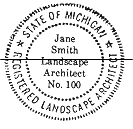 STATE OF MICHIGAN
Jane
Smith
Landscape
Architect
No. 100
REGISTERED LANDSCAPE ARCHITECT